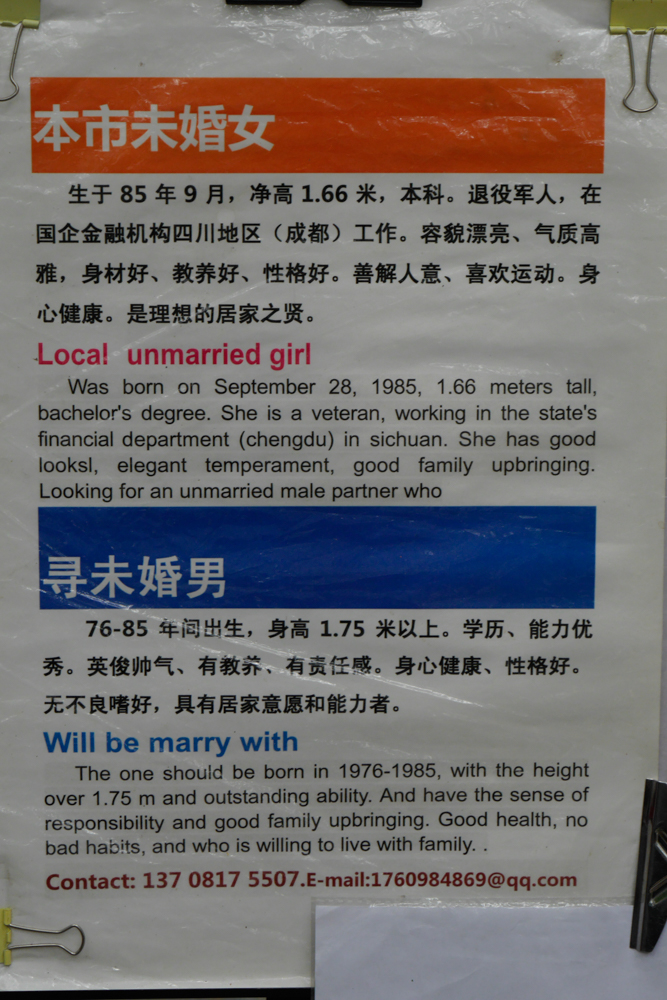 本市未婚女
生于 85 年 9 月，净高 1.66 米，本科。退役军人，在
国企金融机构四川地区（成都）工作。容貌漂亮、气质高
雅，身材好、教养好、性格好。善解人意、喜欢运动。身
心健康。是理想的居家之贤。
Local unmarried girl
Was born on September 28, 1985, 1.66 meters tall,
bachelor's degree. She is a veteran, working in the state's
financial department (chengdu) in sichuan. She has good
looksl, elegant temperament, good family upbringing.
Looking for an unmarried male partner who
寻未婚男
76-85 年间出生，身高 1.75 米以上。学历、能力优
秀。英俊帅气、有教养、有责任感。身心健康、性格好。
无不良嗜好，具有居家意愿和能力者。
Will be marry with
The one should be born in 1976-1985, with the height
over 1.75 m and outstanding ability. And have the sense of
responsibility and good family upbringing. Good health, no
bad habits, and who is willing to live with family. .
Contact: 137 0817 5507.E-mail:1760984869@qq.com